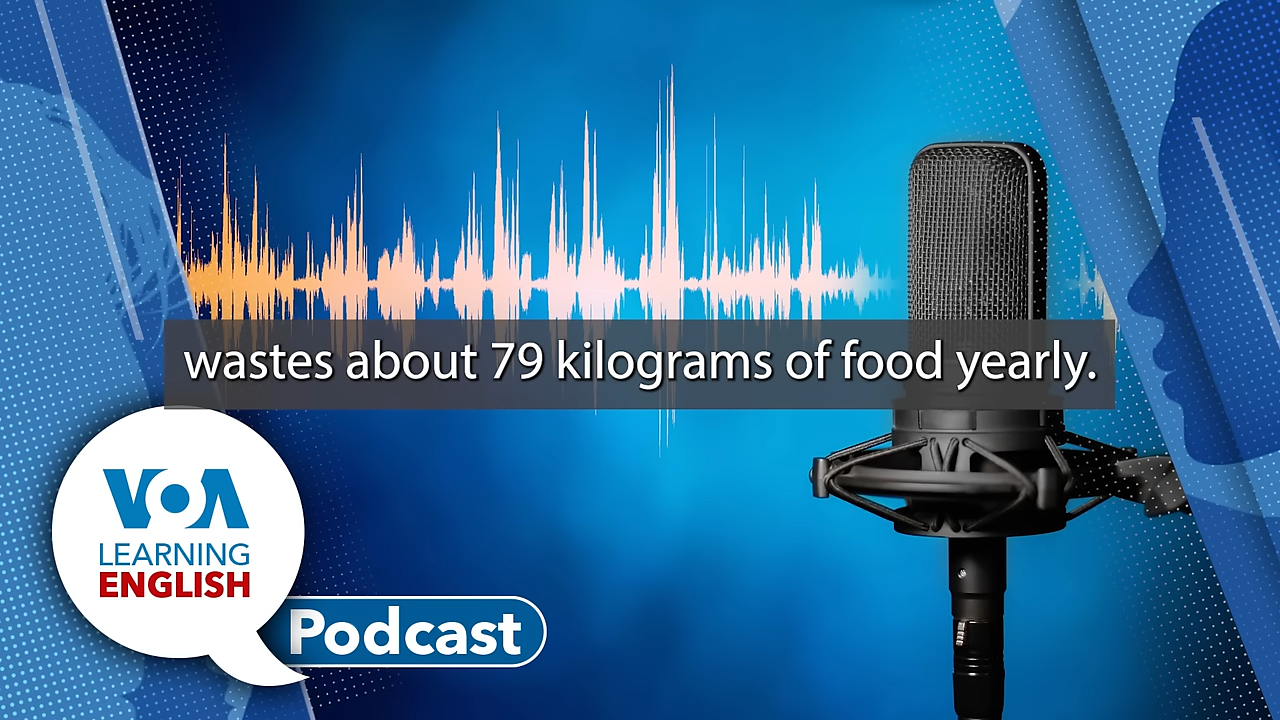 wastes about 79 kilograms of food yearly.
VOA
LEARNING
ENGLISH
Podcast